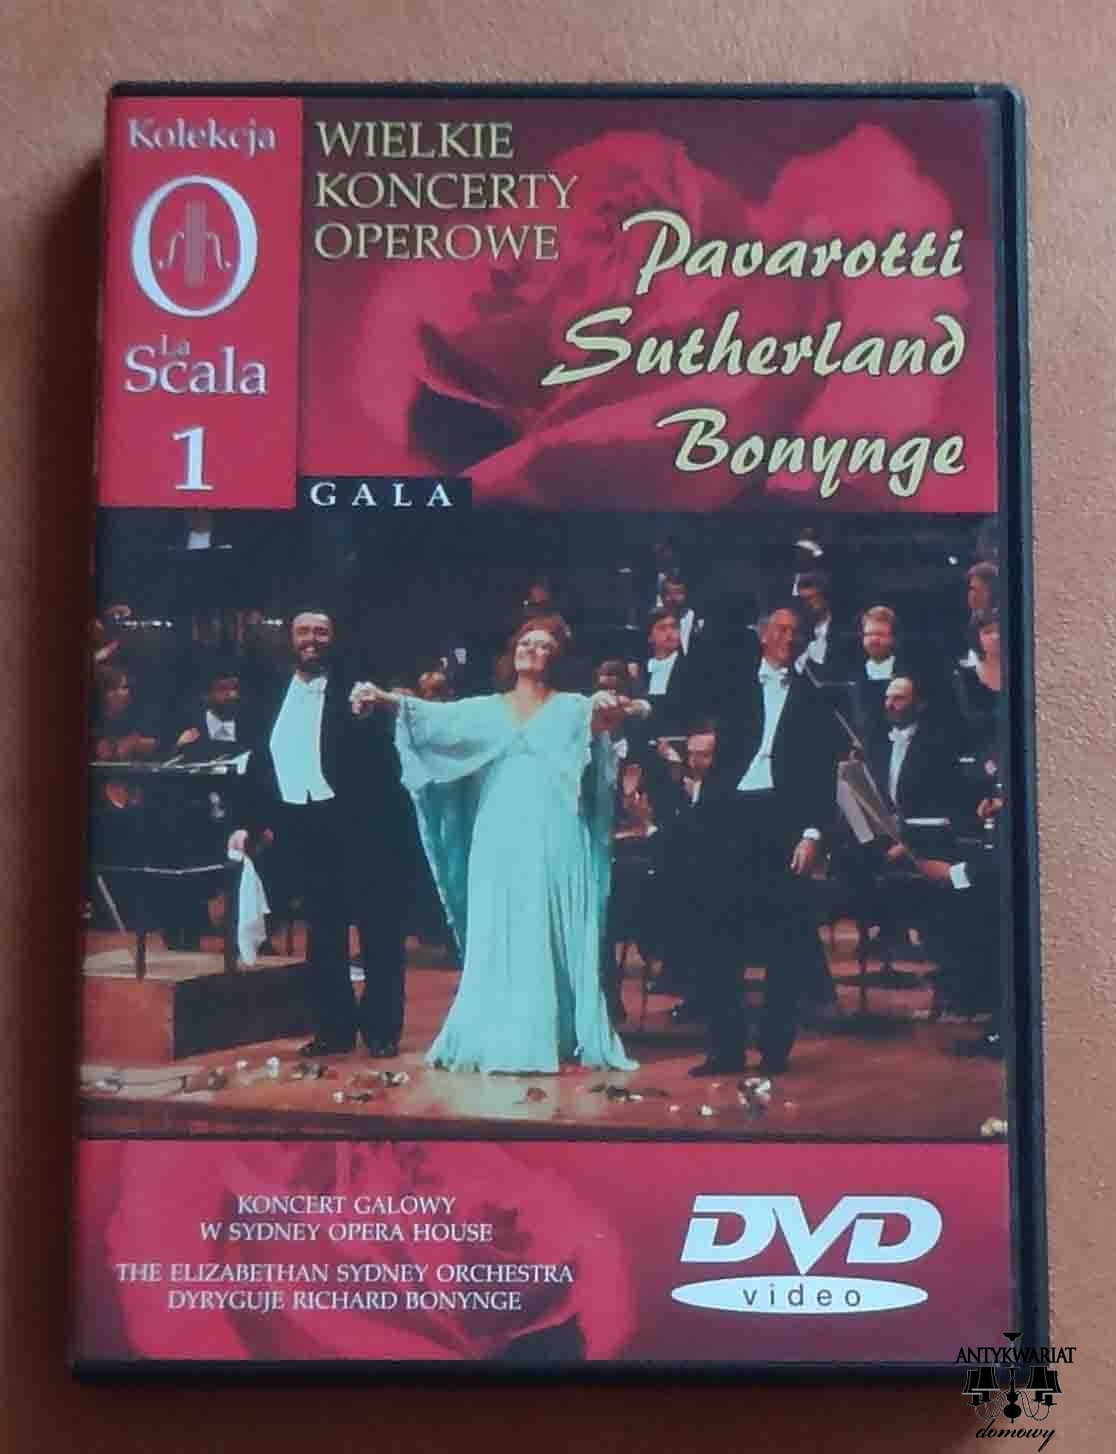 Kolekcja
La
Scala
1
WIELKIE
KONCERTY
OPEROWE
Pavarotti
Sutherland
Bonynge
GALA
KONCERT GALOWY
W SYDNEY OPERA HOUSE
THE ELIZABETHAN SYDNEY ORCHESTRA
DYRYGUJE RICHARD BONYNGE
DVD
video
ANTYKWARIAT
domowy